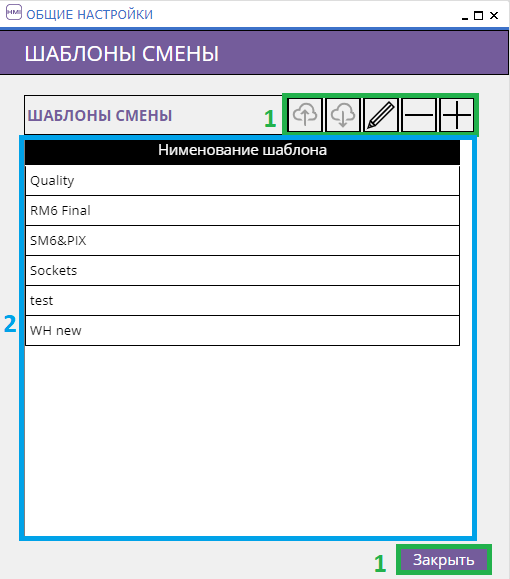 HMI ОБЩИЕ НАСТРОЙКИ
ШАБЛОНЫ СМЕНЫ
ШАБЛОНЫ СМЕНЫ 1
Нименование шаблона
Quality
RM6 Final
SM6&PIX
Sockets
test
2
WH new
1 Закрыть